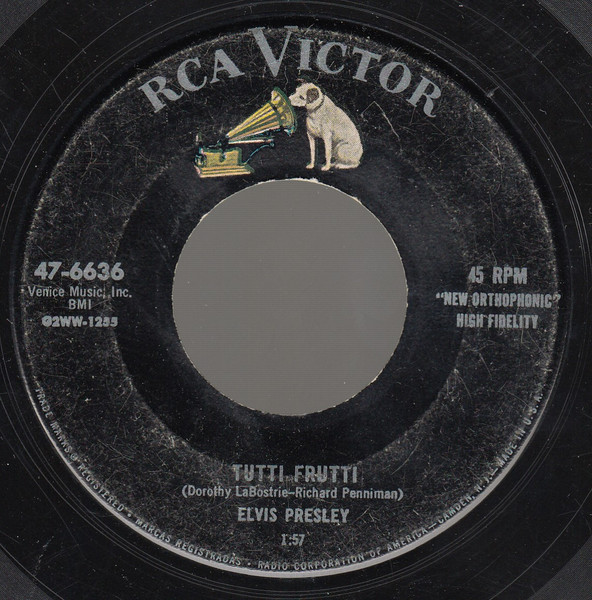 RCA VICTOR
47-6636
Venice Music, Inc.
BMI
G2WW-1255
45 RPM
"NEW ORTHOPHONIC"
HIGH FIDELITY
TUTTI FRUTTI
(Dorothy LaBostrie-Richard Penniman)
ELVIS PRESLEY
1:57
TRADE MARKS ® REGISTERED • MARCAS REGISTRADAS • RADIO CORPORATION OF AMERICA—CAMDEN, N. J.—MADE IN U.S.A.